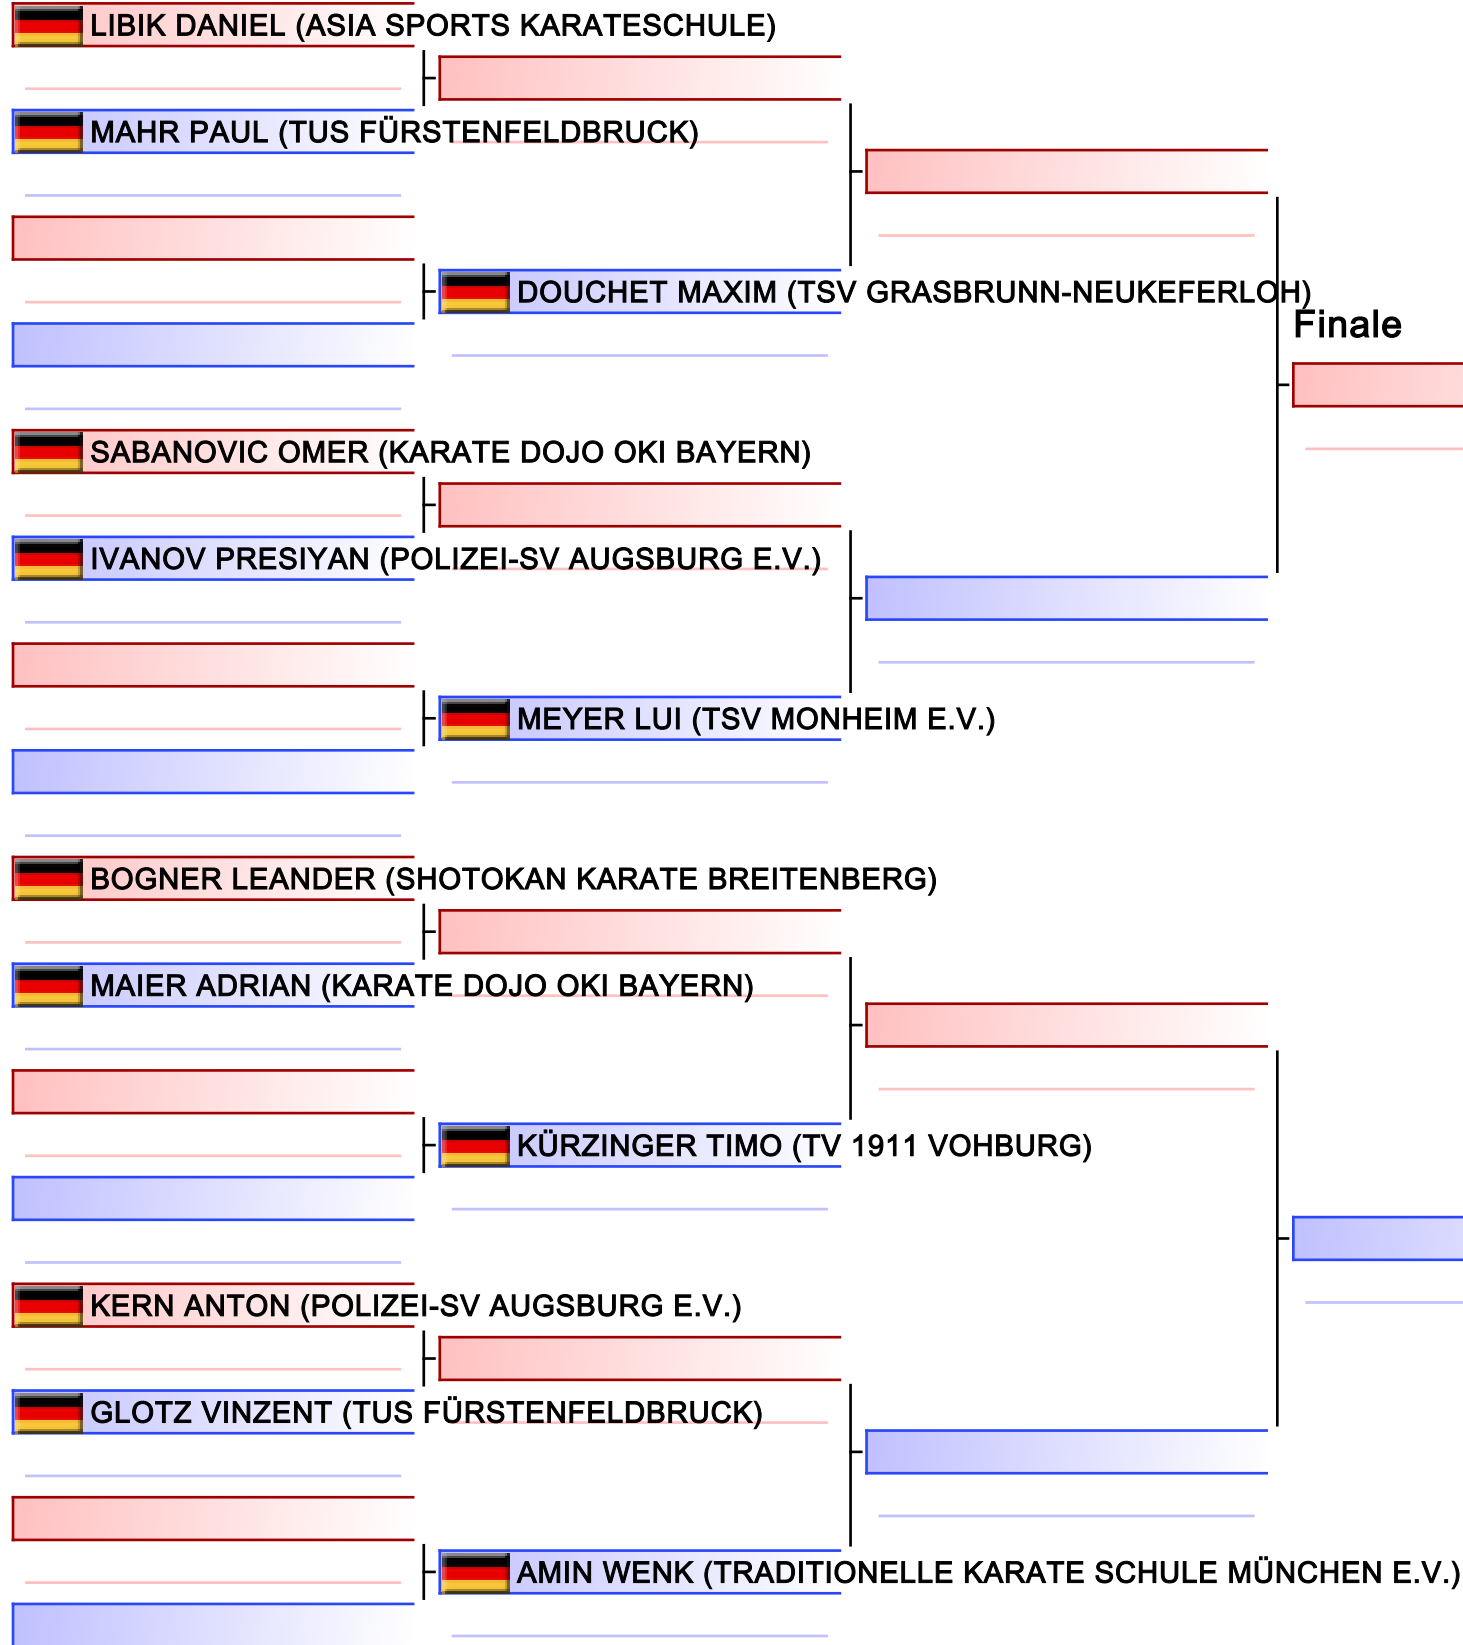 LIBIK DANIEL (ASIA SPORTS KARATESCHULE)
MAHR PAUL (TUS FÜRSTENFELDBRUCK)
DOUCHET MAXIM (TSV GRASBRUNN-NEUKEFERLOH)
Finale
SABANOVIC OMER (KARATE DOJO OKI BAYERN)
IVANOV PRESIYAN (POLIZEI-SV AUGSBURG E.V.)
MEYER LUI (TSV MONHEIM E.V.)
BOGNER LEANDER (SHOTOKAN KARATE BREITENBERG)
MAIER ADRIAN (KARATE DOJO OKI BAYERN)
KÜRZINGER TIMO (TV 1911 VOHBURG)
KERN ANTON (POLIZEI-SV AUGSBURG E.V.)
GLOTZ VINZENT (TUS FÜRSTENFELDBRUCK)
AMIN WENK (TRADITIONELLE KARATE SCHULE MÜNCHEN E.V.)